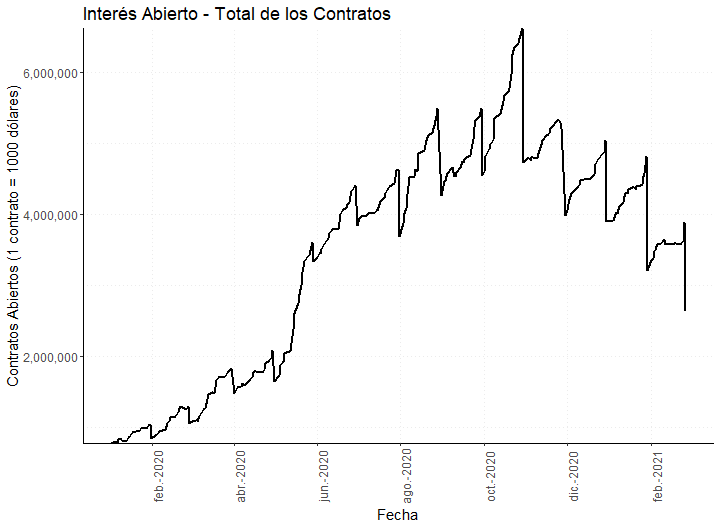 Interés Abierto - Total de los Contratos
Contratos Abiertos (1 contrato = 1000 dólares)
6,000,000
4,000,000
2,000,000
feb.-2020
abr.-2020
jun.-2020
ago.-2020
oct.-2020
dic.-2020
feb.-2021
Fecha